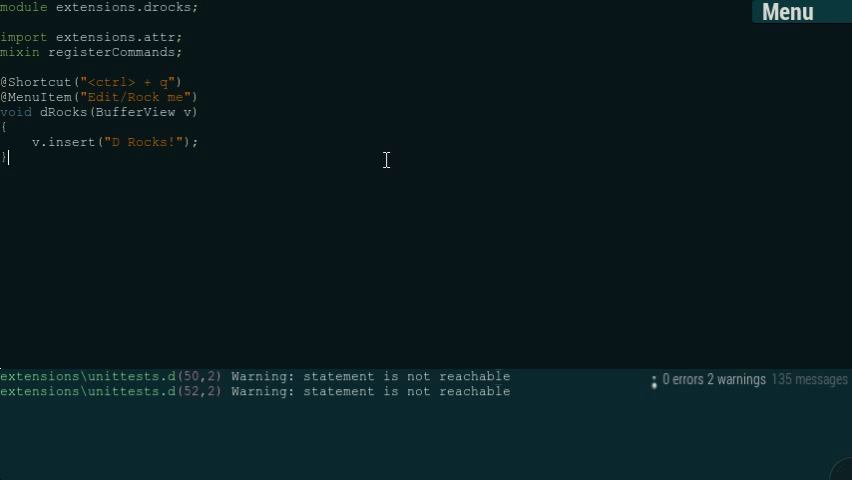 module extensions.drocks;
Menu
import extensions.attr;
mixin registerCommands;
@Shortcut("<ctrl> + q")
@MenuItem("Edit/Rock me")
void dRocks(BufferView v)
{
    v.insert("D Rocks!");
}
extensions\unittests.d(50,2) Warning: statement is not reachable
0 errors 2 warnings 135 messages
extensions\unittests.d(52,2) Warning: statement is not reachable